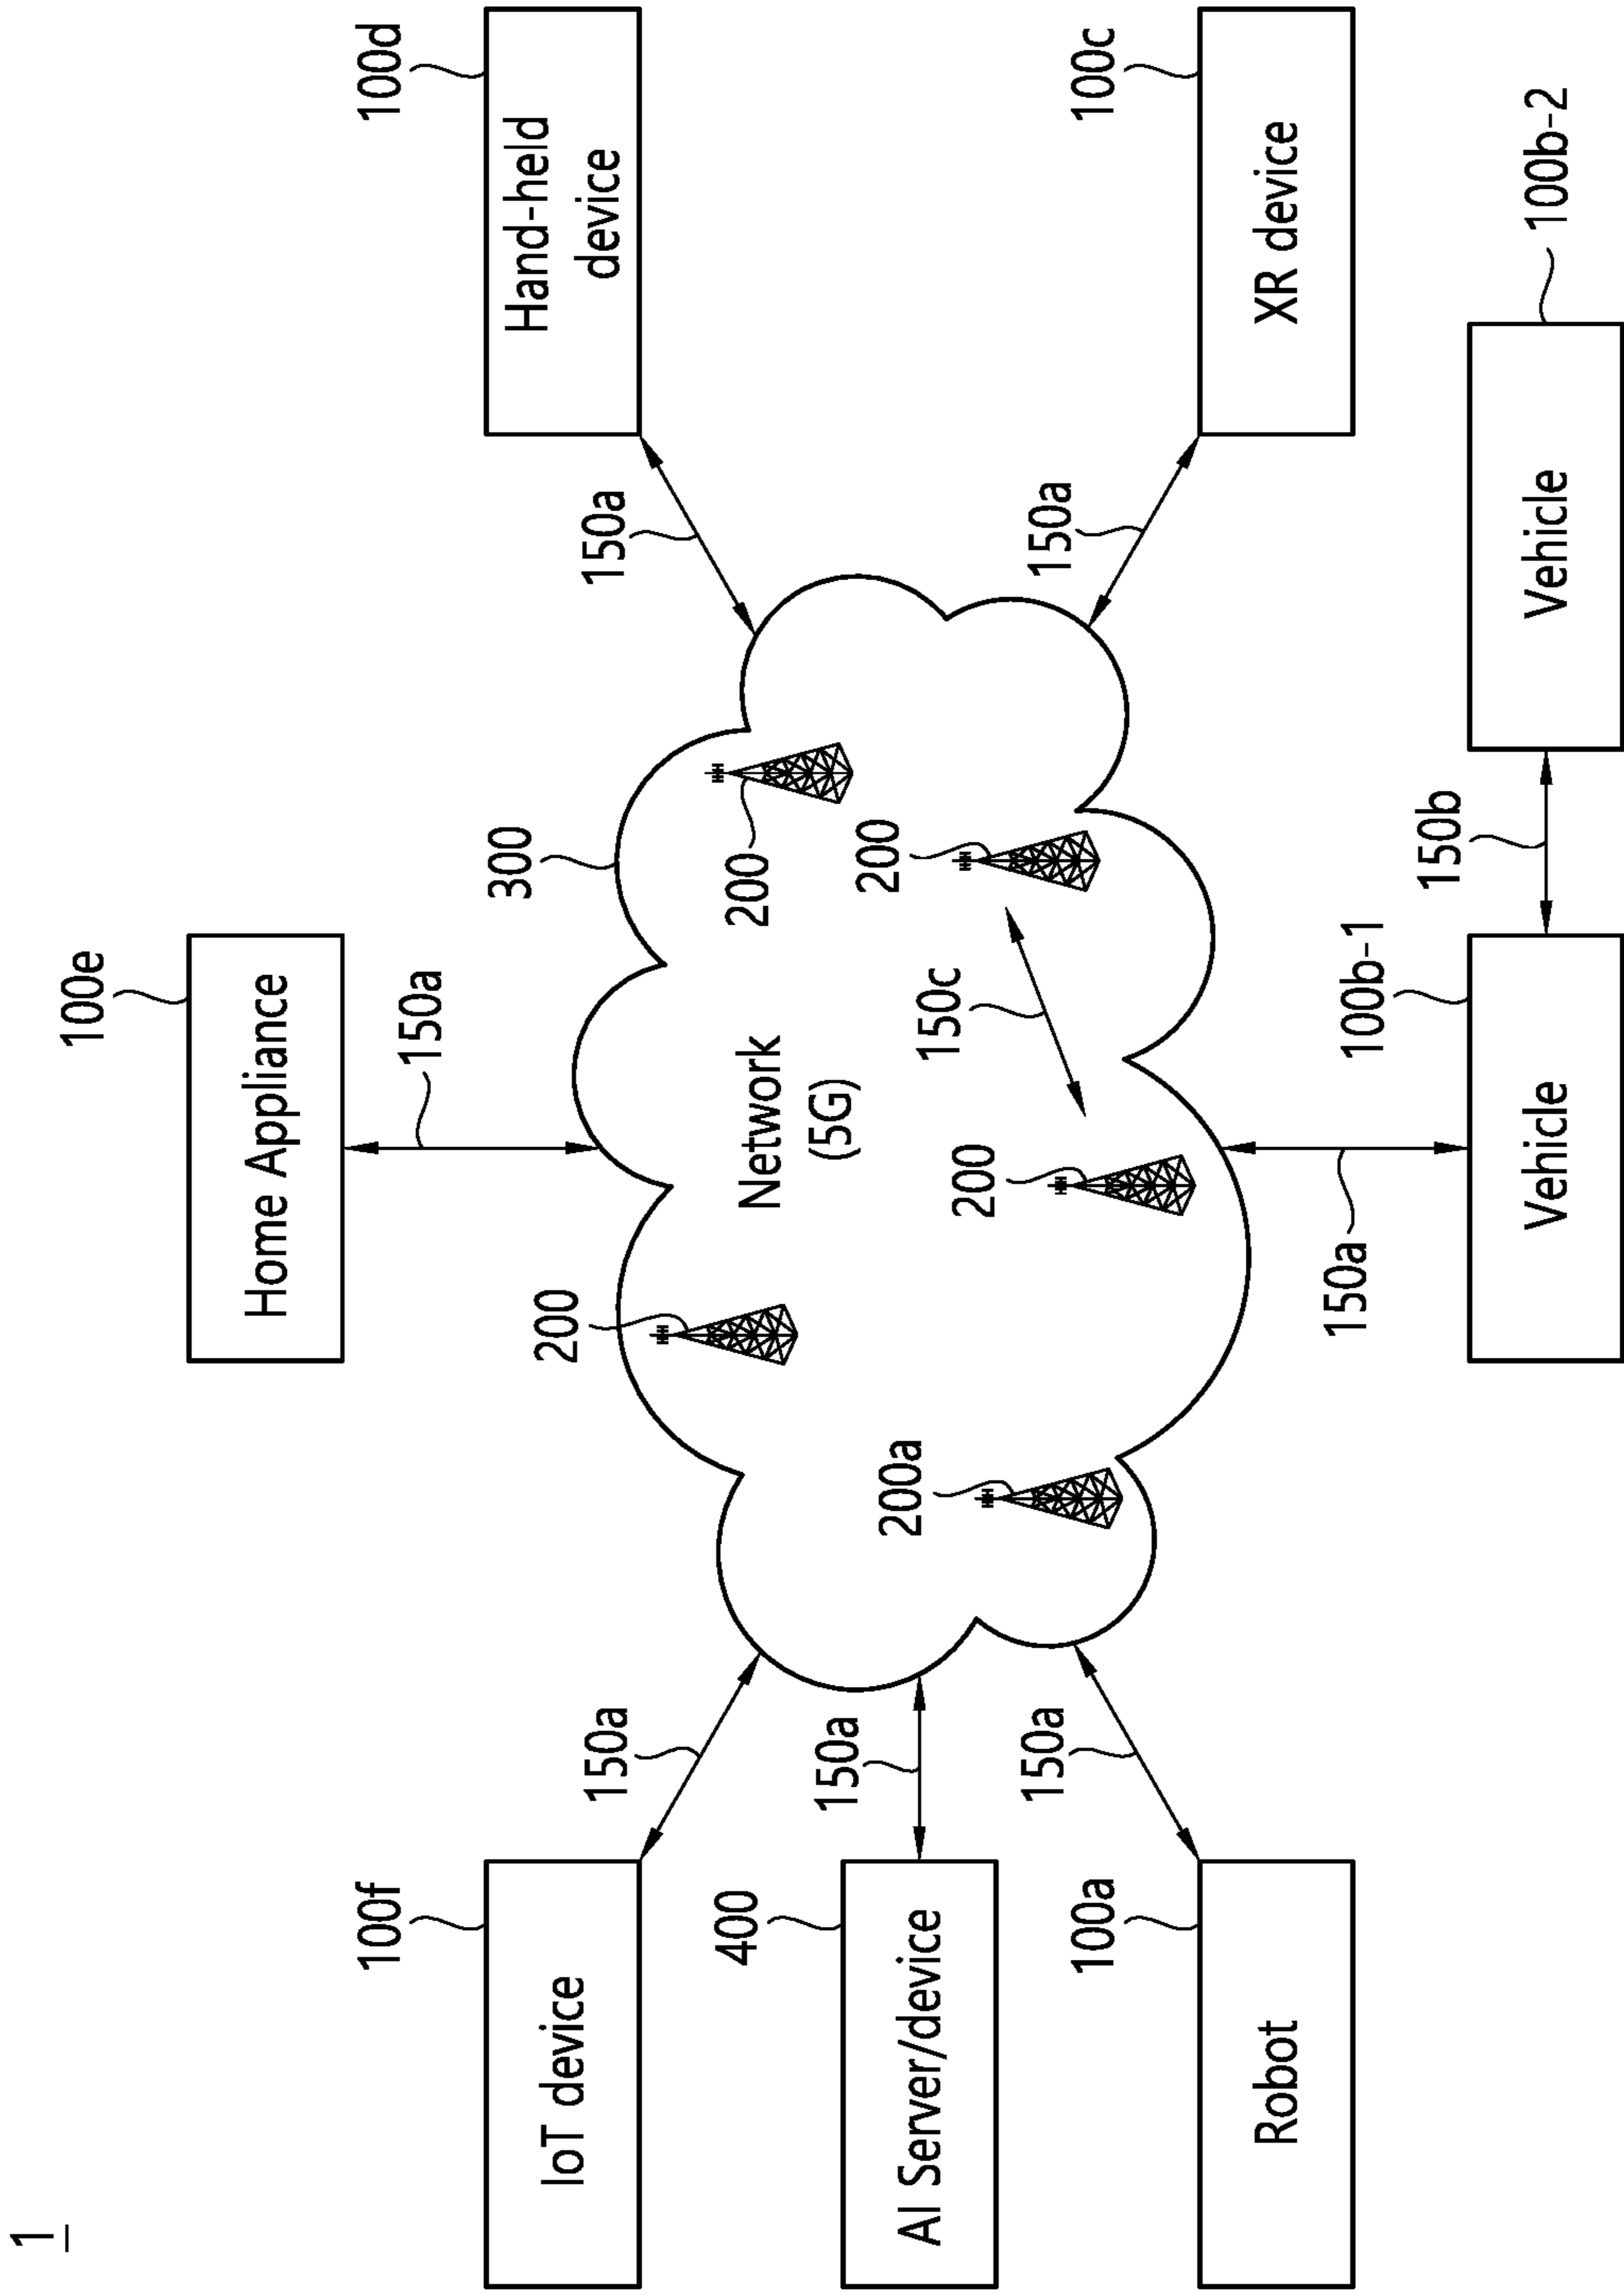 1
100e
Home Appliance
150a
100f
IoT device
150a
200
300
150a
100d
Hand-held
device
400
AI Server/device
150a
200a
Network
(5G)
200
200
200
150c
100a
Robot
150a
150a
100c
XR device
150a
100b-1
Vehicle
150b
Vehicle
100b-2